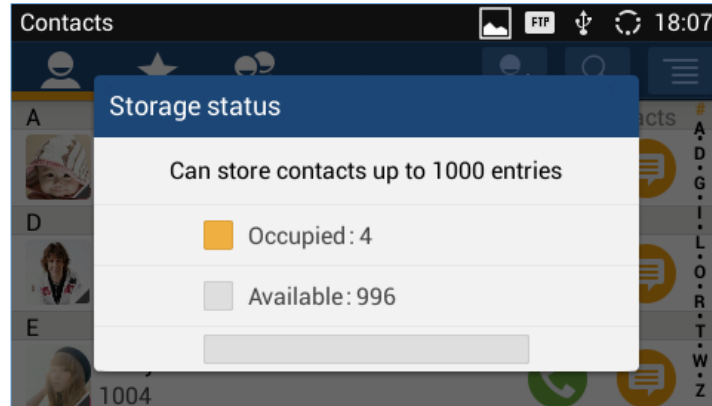 Contacts FTP 18:07
Storage status
Can store contacts up to 1000 entries
Occupied: 4
Available: 996
A
D
E
1004
acts
#
A
D
G
I
L
O
R
T
W
Z